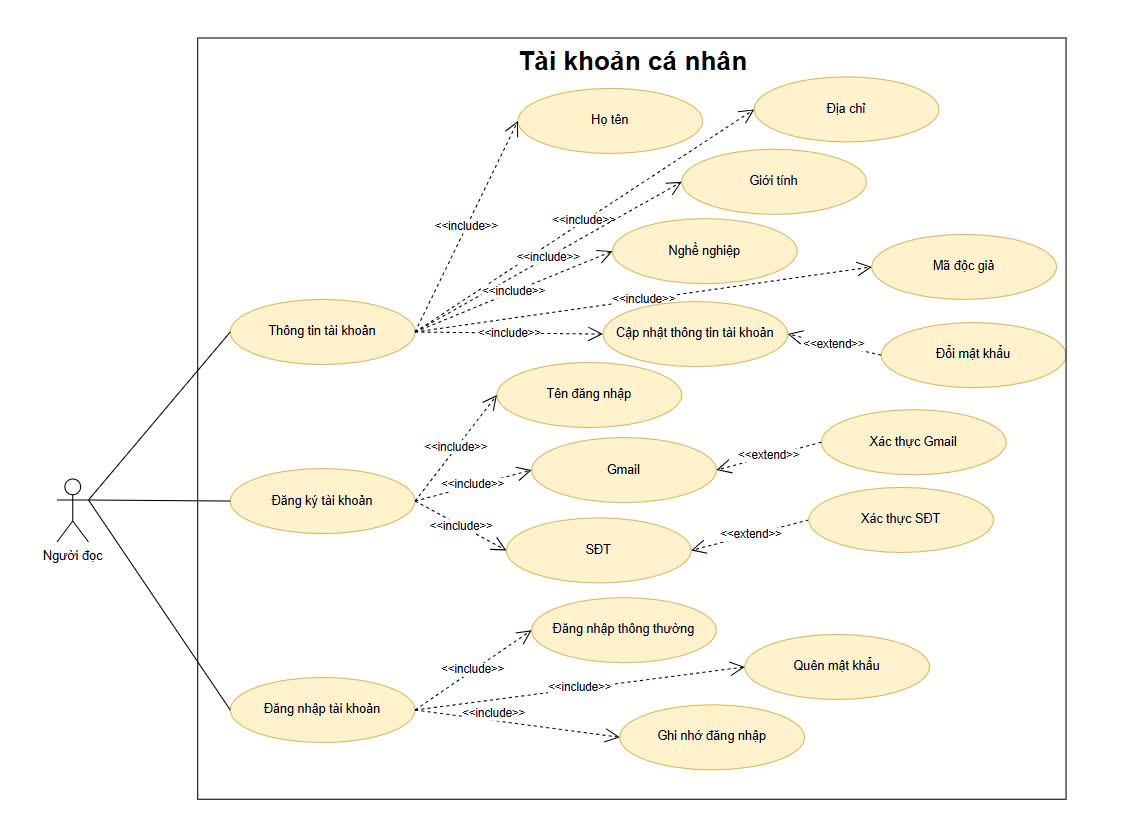 Tài khoản cá nhân
Họ tên
Địa chỉ
Giới tính
<<include>>
<<include>>
Nghề nghiệp
<<include>>
Mã độc giả
<<include>>
<<include>>
Thông tin tài khoản
<<include>>
Cập nhật thông tin tài khoản
<<extend>>
Đổi mật khẩu
Tên đăng nhập
<<include>>
Xác thực Gmail
<<extend>>
Gmail
<<include>>
Đăng ký tài khoản
Xác thực SĐT
<<include>>
<<extend>>
SĐT
Người đọc
Đăng nhập thông thường
<<include>>
Quên mật khẩu
<<include>>
Đăng nhập tài khoản
<<include>>
Ghi nhớ đăng nhập